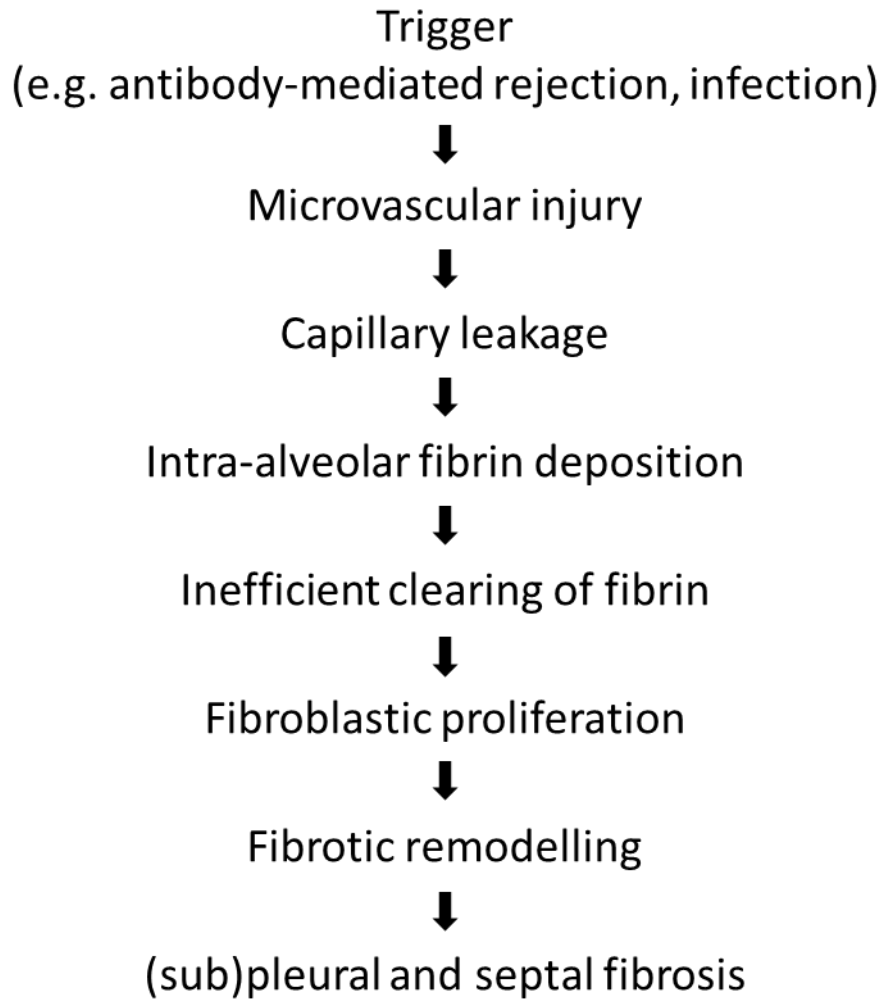 Trigger
(e.g. antibody-mediated rejection, infection)
Microvascular injury
Capillary leakage
Intra-alveolar fibrin deposition
Inefficient clearing of fibrin
Fibroblastic proliferation
Fibrotic remodelling
(sub)pleural and septal fibrosis